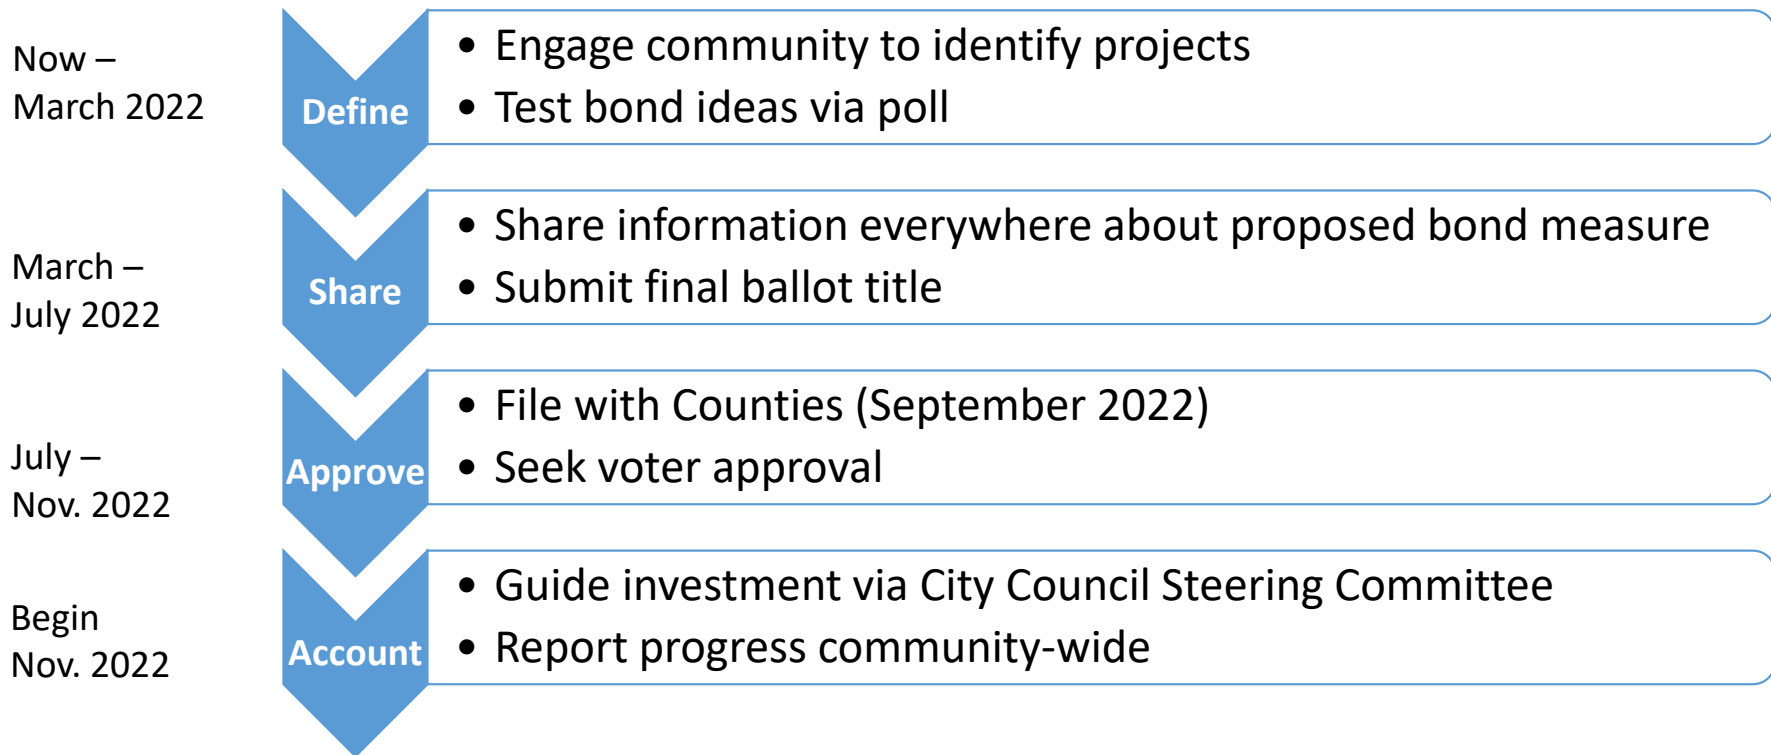 Now –
March 2022
Define
• Engage community to identify projects
• Test bond ideas via poll
March –
July 2022
Share
• Share information everywhere about proposed bond measure
• Submit final ballot title
July –
Nov. 2022
Approve
• File with Counties (September 2022)
• Seek voter approval
Begin
Nov. 2022
Account
• Guide investment via City Council Steering Committee
• Report progress community-wide